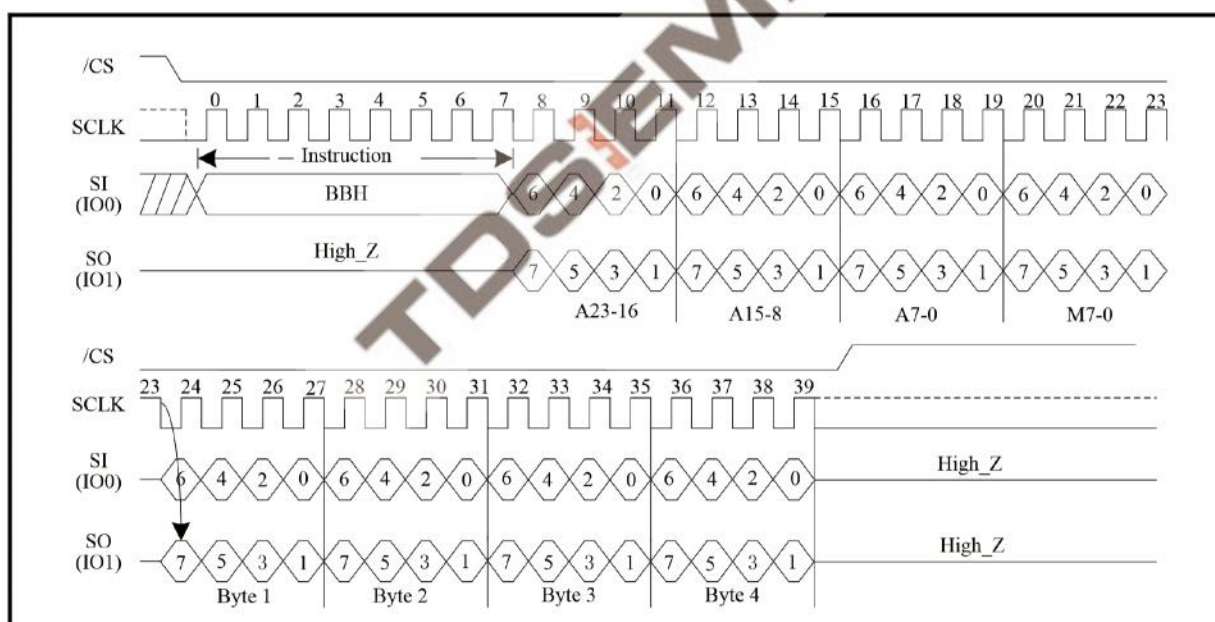 /CS
0 1 2 3 4 5 6 7 8 9 10 11 12 13 14 15 16 17 18 19 20 21 22 23
SCLK
Instruction
SI
(IO0)
BBH
6 4 2 0 6 4 2 0 6 4 2 0 6 4 2 0
SO
(IO1)
High_Z
7 5 3 1 7 5 3 1 7 5 3 1 7 5 3 1
A23-16 A15-8 A7-0 M7-0
/CS
23 24 25 26 27 28 29 30 31 32 33 34 35 36 37 38 39
SCLK
SI
(IO0)
6 4 2 0 6 4 2 0 6 4 2 0 6 4 2 0
High_Z
SO
(IO1)
7 5 3 1 7 5 3 1 7 5 3 1 7 5 3 1
High_Z
Byte 1 Byte 2 Byte 3 Byte 4